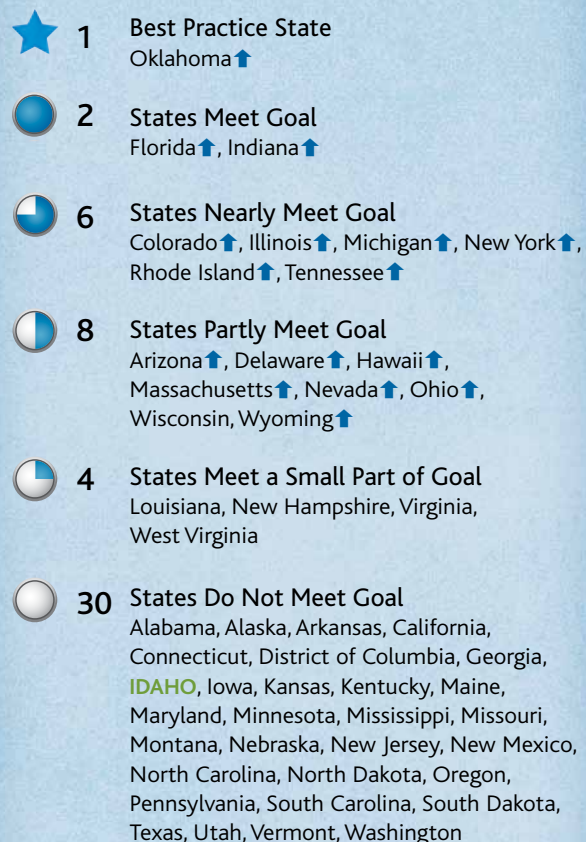 1 Best Practice State
Oklahoma⬆
2 States Meet Goal
Florida⬆, Indiana⬆
6 States Nearly Meet Goal
Colorado⬆, Illinois⬆, Michigan⬆, New York⬆,
Rhode Island⬆, Tennessee⬆
8 States Partly Meet Goal
Arizona⬆, Delaware⬆, Hawaii⬆,
Massachusetts⬆, Nevada⬆, Ohio⬆,
Wisconsin, Wyoming⬆
4 States Meet a Small Part of Goal
Louisiana, New Hampshire, Virginia,
West Virginia
30 States Do Not Meet Goal
Alabama, Alaska, Arkansas, California,
Connecticut, District of Columbia, Georgia,
IDAHO, Iowa, Kansas, Kentucky, Maine,
Maryland, Minnesota, Mississippi, Missouri,
Montana, Nebraska, New Jersey, New Mexico,
North Carolina, North Dakota, Oregon,
Pennsylvania, South Carolina, South Dakota,
Texas, Utah, Vermont, Washington